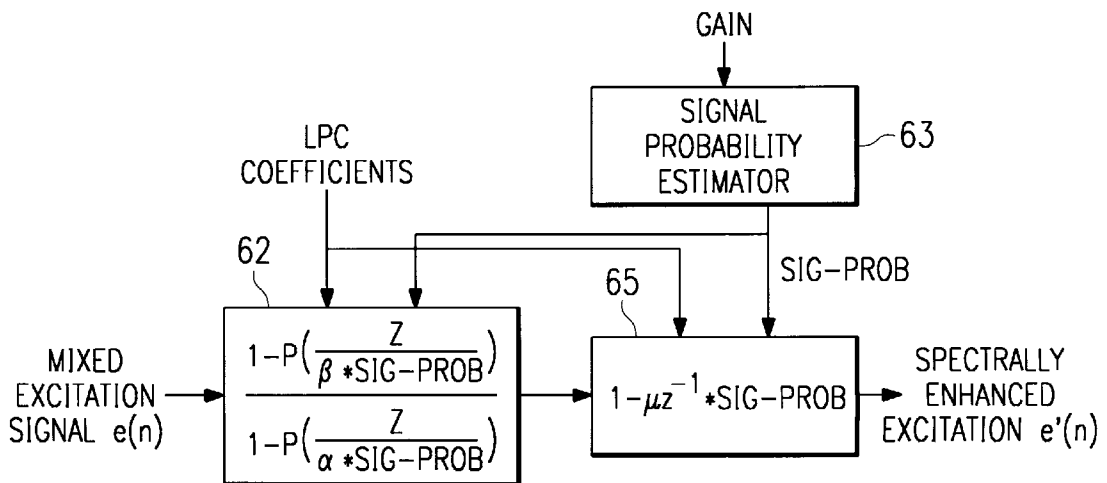 GAIN
SIGNAL
PROBABILITY
ESTIMATOR
63
LPC
COEFFICIENTS
62
SIG-PROB
65
MIXED
EXCITATION
SIGNAL e(n)
1-P(Z/β*SIG-PROB)
1-P(Z/α*SIG-PROB)
1-μz⁻¹*SIG-PROB
SPECTRALLY
ENHANCED
EXCITATION e'(n)